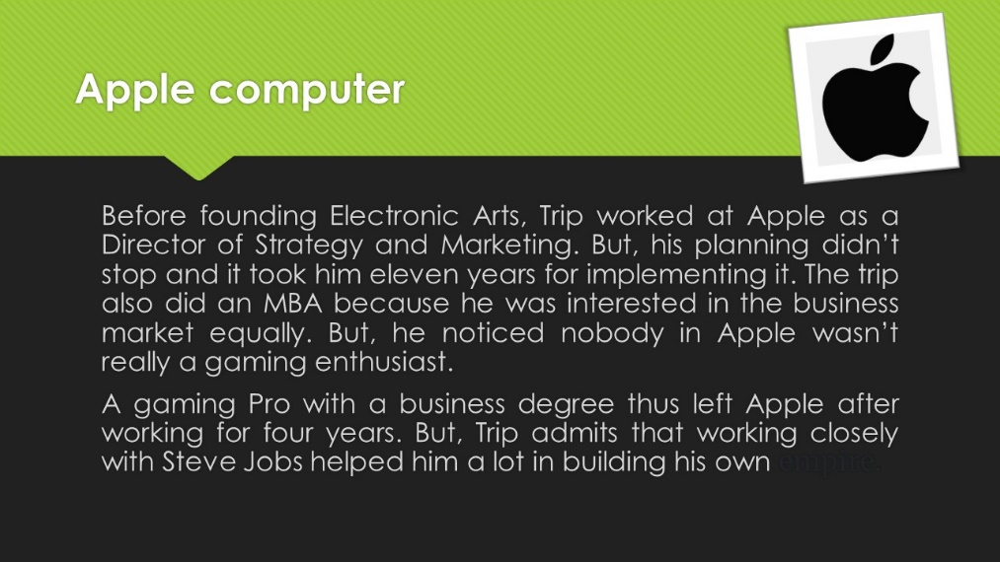 Apple computer
Before founding Electronic Arts, Trip worked at Apple as a
Director of Strategy and Marketing. But, his planning didn’t
stop and it took him eleven years for implementing it. The trip
also did an MBA because he was interested in the business
market equally. But, he noticed nobody in Apple wasn’t
really a gaming enthusiast.
A gaming Pro with a business degree thus left Apple after
working for four years. But, Trip admits that working closely
with Steve Jobs helped him a lot in building his own empire.